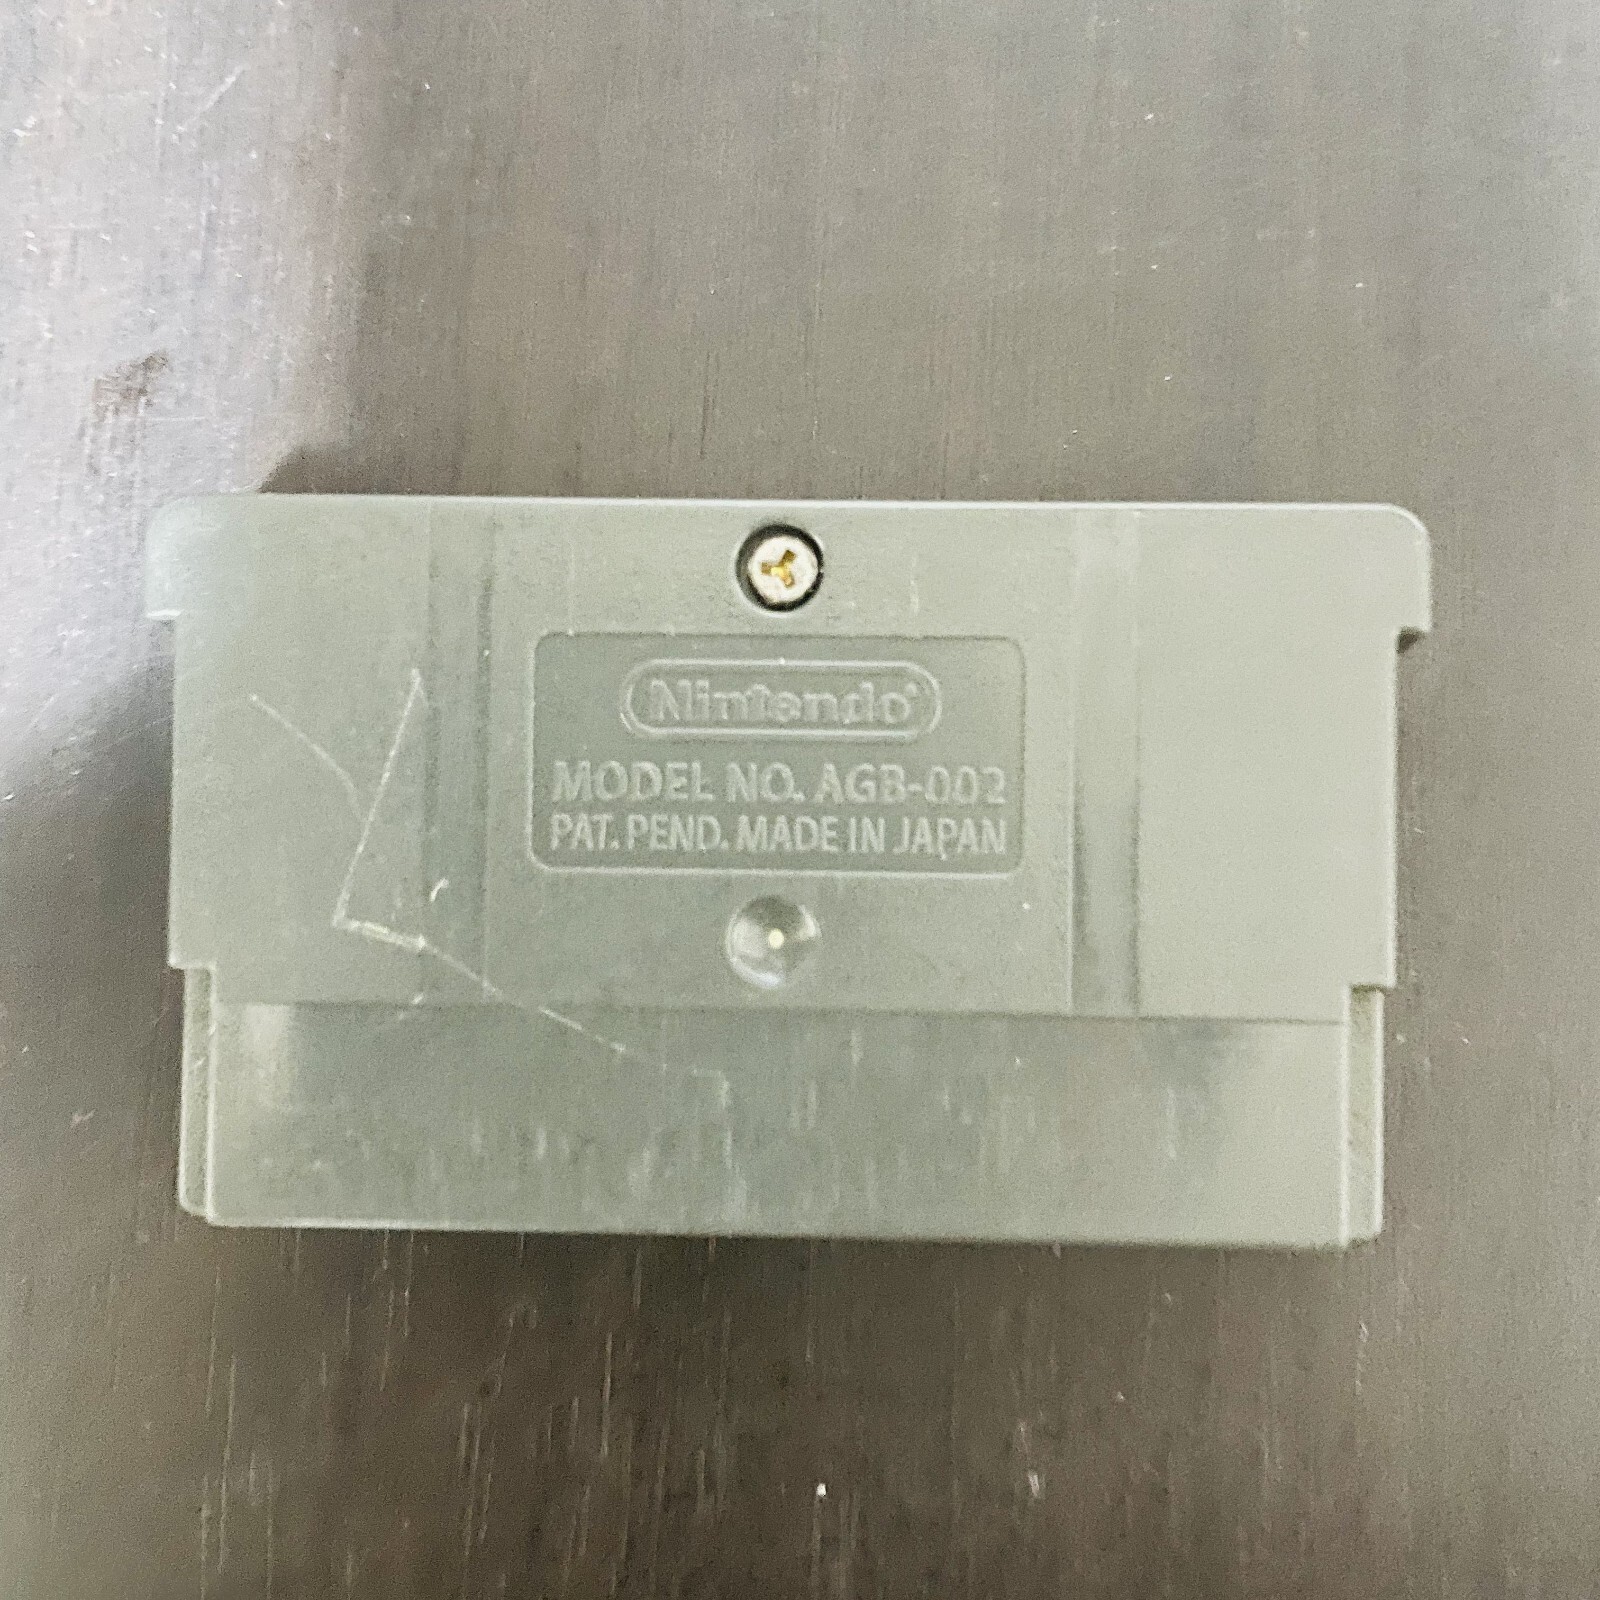 Nintendo®
MODEL NO. AGB-002
PAT. PEND. MADE IN JAPAN